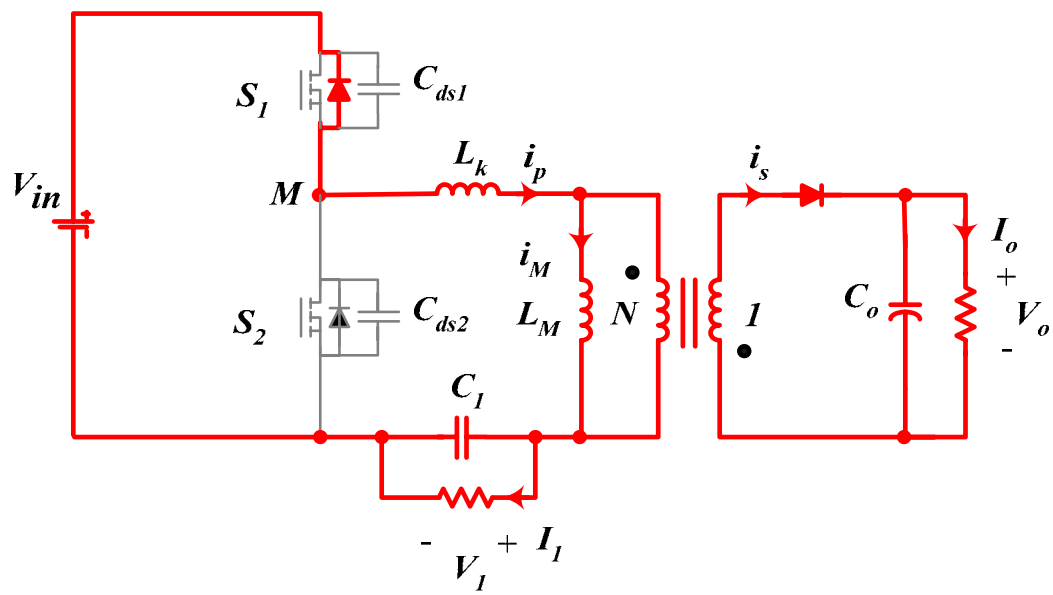 S1
Cds1
Vin
M
Lk
ip
is
iM
Io
+
S2
Cds2
LM
N
1
Co
Vo
-
C1
- V1 + I1